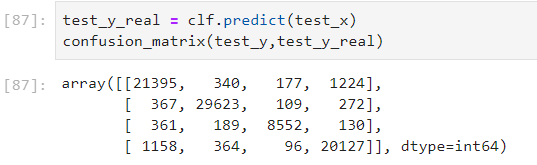 [87]: test_y_real = clf.predict(test_x)
confusion_matrix(test_y,test_y_real)
[87]: array([[21395, 340, 177, 1224],
[ 367, 29623, 109, 272],
[ 361, 189, 8552, 130],
[ 1158, 364, 96, 20127]], dtype=int64)